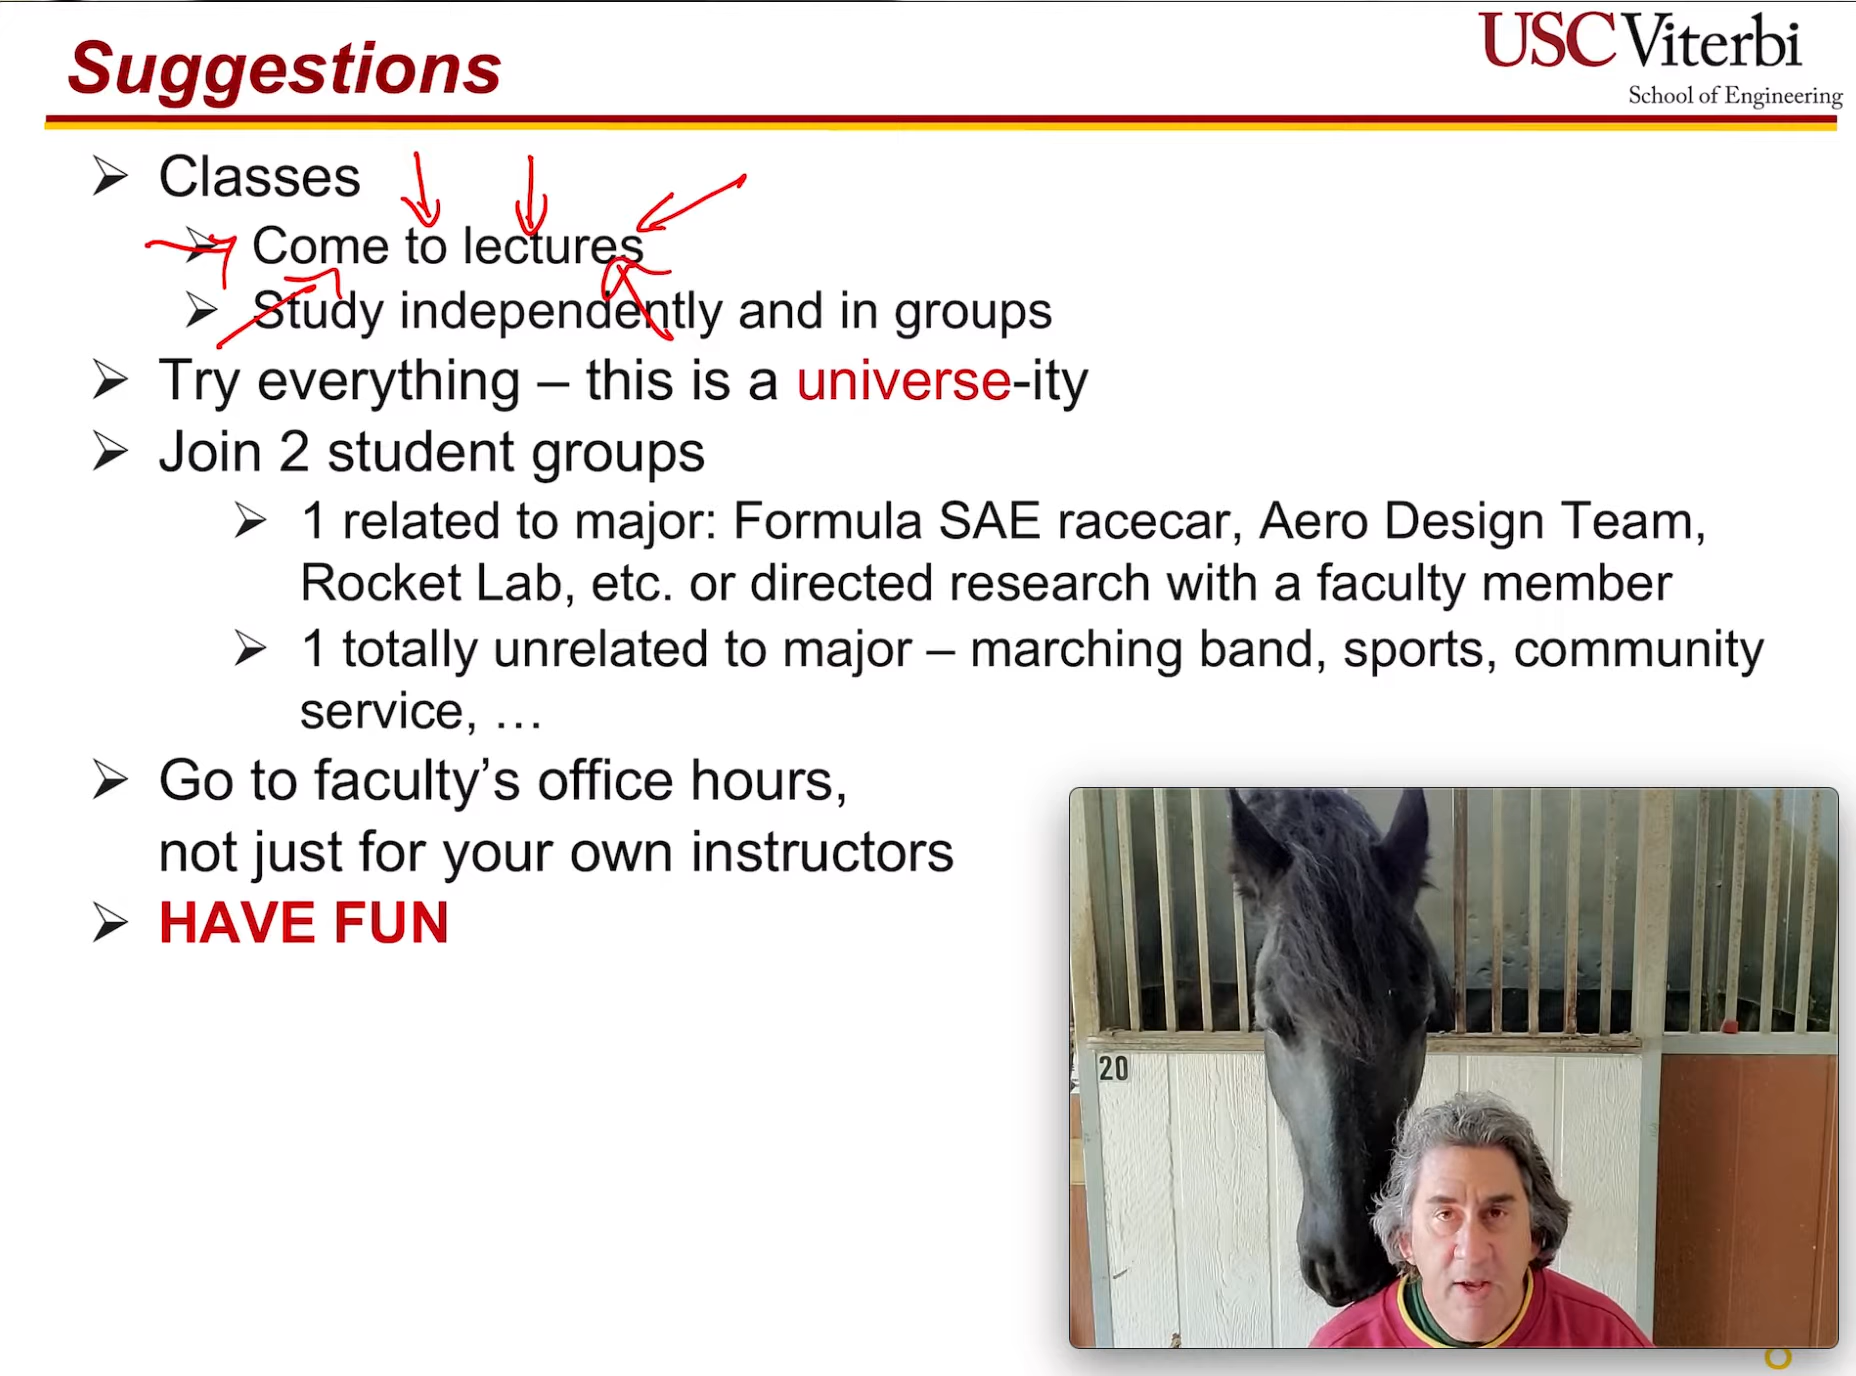 Suggestions
USC Viterbi
School of Engineering
➢ Classes
➢ Come to lectures
➢ Study independently and in groups
➢ Try everything – this is a universe-ity
➢ Join 2 student groups
➢ 1 related to major: Formula SAE racecar, Aero Design Team,
Rocket Lab, etc. or directed research with a faculty member
➢ 1 totally unrelated to major – marching band, sports, community
service, …
➢ Go to faculty’s office hours,
not just for your own instructors
➢ HAVE FUN
20